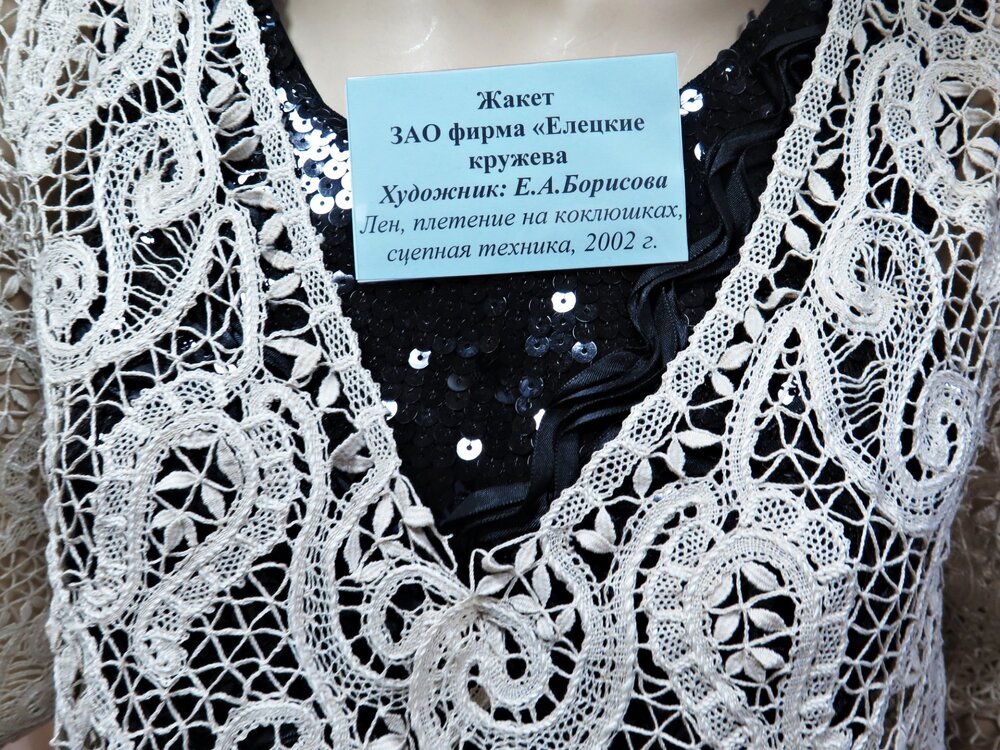 Жакет
ЗАО фирма «Елецкие
кружева
Художник: Е.А.Борисова
Лен, плетение на коклюшках,
сцепная техника, 2002 г.